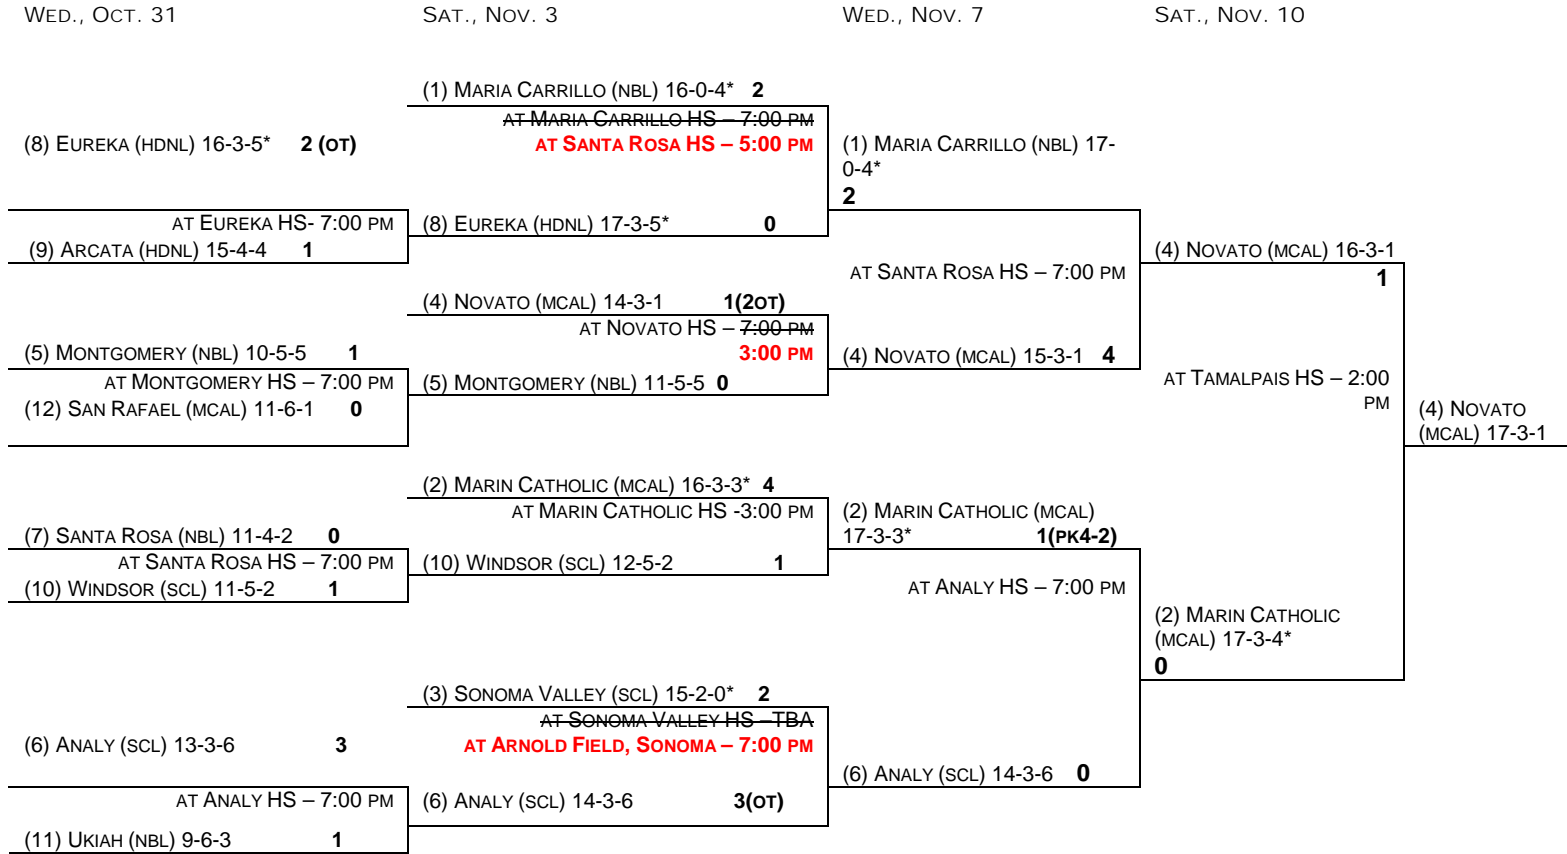 WED., OCT. 31
SAT., NOV. 3
WED., NOV. 7
SAT., NOV. 10
(1) MARIA CARRILLO (NBL) 16-0-4* 2
AT MARIA CARRILLO HS – 7:00 PM
(8) EUREKA (HDNL) 16-3-5* 2 (OT)
AT SANTA ROSA HS – 5:00 PM
(1) MARIA CARRILLO (NBL) 17-
0-4*
2
AT EUREKA HS- 7:00 PM
(8) EUREKA (HDNL) 17-3-5* 0
(9) ARCATA (HDNL) 15-4-4 1
(4) NOVATO (MCAL) 16-3-1
1
AT SANTA ROSA HS – 7:00 PM
(4) NOVATO (MCAL) 14-3-1 1(2OT)
AT NOVATO HS – 7:00 PM
3:00 PM
(5) MONTGOMERY (NBL) 10-5-5 1
(4) NOVATO (MCAL) 15-3-1 4
AT MONTGOMERY HS – 7:00 PM
(5) MONTGOMERY (NBL) 11-5-5 0
AT TAMALPAIS HS – 2:00
PM
(12) SAN RAFAEL (MCAL) 11-6-1 0
(4) NOVATO
(MCAL) 17-3-1
(2) MARIN CATHOLIC (MCAL) 16-3-3* 4
AT MARIN CATHOLIC HS -3:00 PM
(2) MARIN CATHOLIC (MCAL)
17-3-3* 1(PK4-2)
(7) SANTA ROSA (NBL) 11-4-2 0
AT SANTA ROSA HS – 7:00 PM
(10) WINDSOR (SCL) 12-5-2 1
(10) WINDSOR (SCL) 11-5-2 1
AT ANALY HS – 7:00 PM
(2) MARIN CATHOLIC
(MCAL) 17-3-4*
0
(3) SONOMA VALLEY (SCL) 15-2-0* 2
AT SONOMA VALLEY HS –TBA
(6) ANALY (SCL) 13-3-6 3
AT ARNOLD FIELD, SONOMA – 7:00 PM
(6) ANALY (SCL) 14-3-6 0
AT ANALY HS – 7:00 PM
(6) ANALY (SCL) 14-3-6 3(OT)
(11) UKIAH (NBL) 9-6-3 1